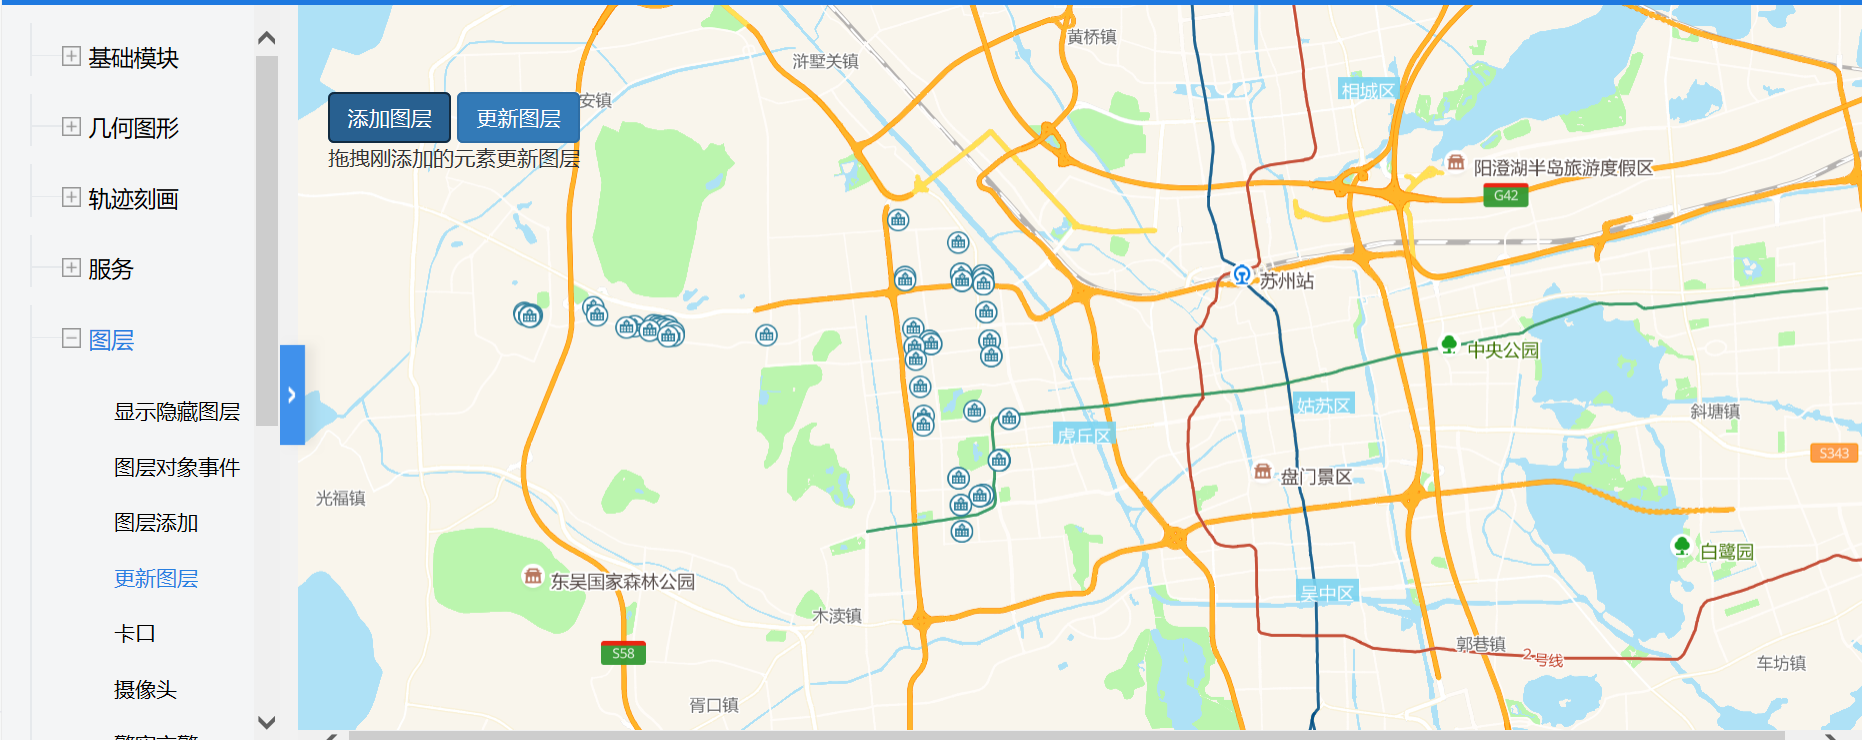 基础模块
几何图形
轨迹刻画
服务
图层
显示隐藏图层
图层对象事件
图层添加
更新图层
卡口
摄像头
添加图层
更新图层
拖拽刚添加的元素更新图层
安镇
浒墅关镇
黄桥镇
相城区
阳澄湖半岛旅游度假区
G42
苏州站
中央公园
姑苏区
虎丘区
斜塘镇
S343
盘门景区
光福镇
白鹭园
东吴国家森林公园
吴中区
木渎镇
S58
郭巷镇
2号线
车坊镇
胥口镇